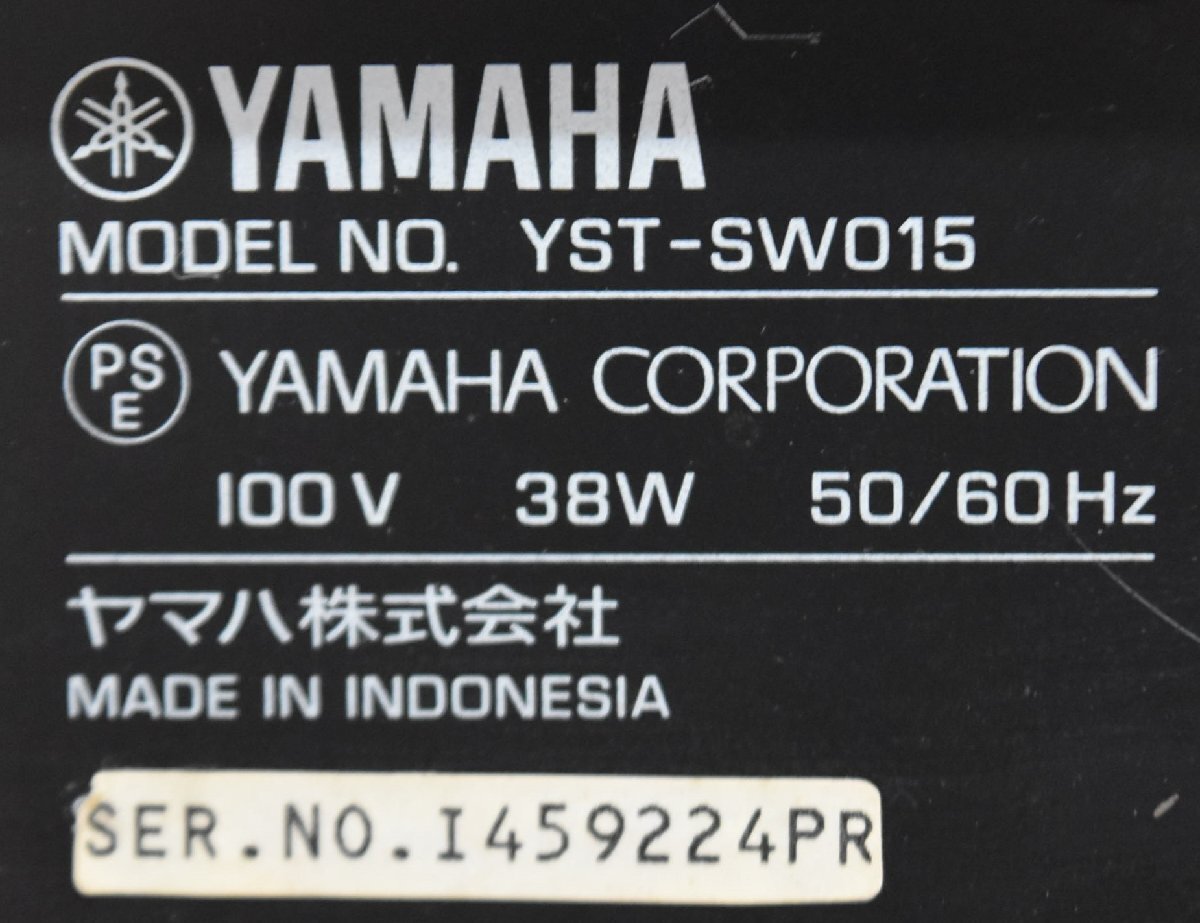 YAMAHA
MODEL NO. YST-SW015
PSE YAMAHA CORPORATION
100V 38W 50/60Hz
ヤマハ株式会社
MADE IN INDONESIA
SER.NO.I459224PR